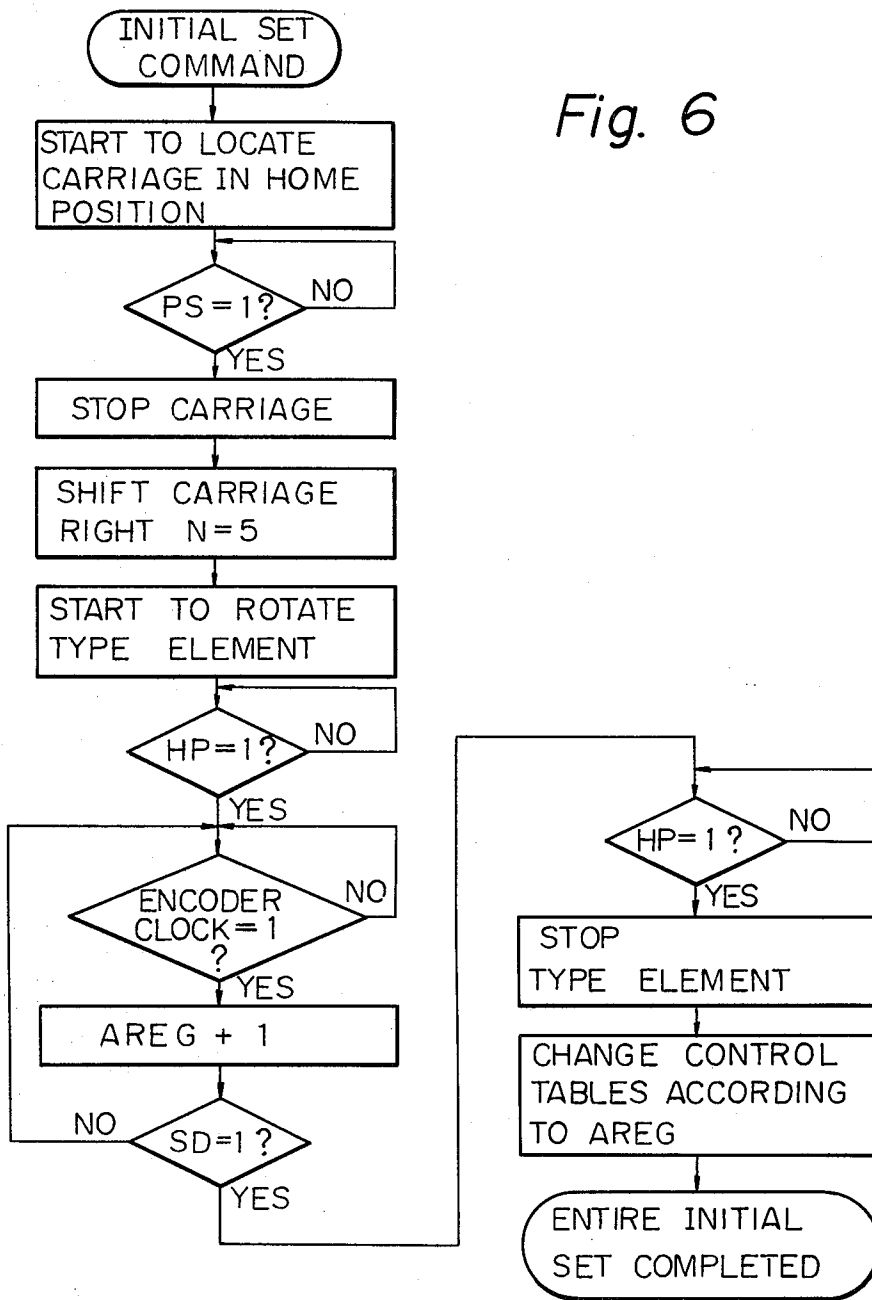 INITIAL SET
COMMAND
Fig. 6
START TO LOCATE
CARRIAGE IN HOME
POSITION
PS=1?
NO
YES
STOP CARRIAGE
SHIFT CARRIAGE
RIGHT N=5
START TO ROTATE
TYPE ELEMENT
HP=1?
NO
YES
ENCODER
CLOCK=1
?
NO
YES
AREG + 1
SD=1?
NO
YES
HP=1?
NO
YES
STOP
TYPE ELEMENT
CHANGE CONTROL
TABLES ACCORDING
TO AREG
ENTIRE INITIAL
SET COMPLETED